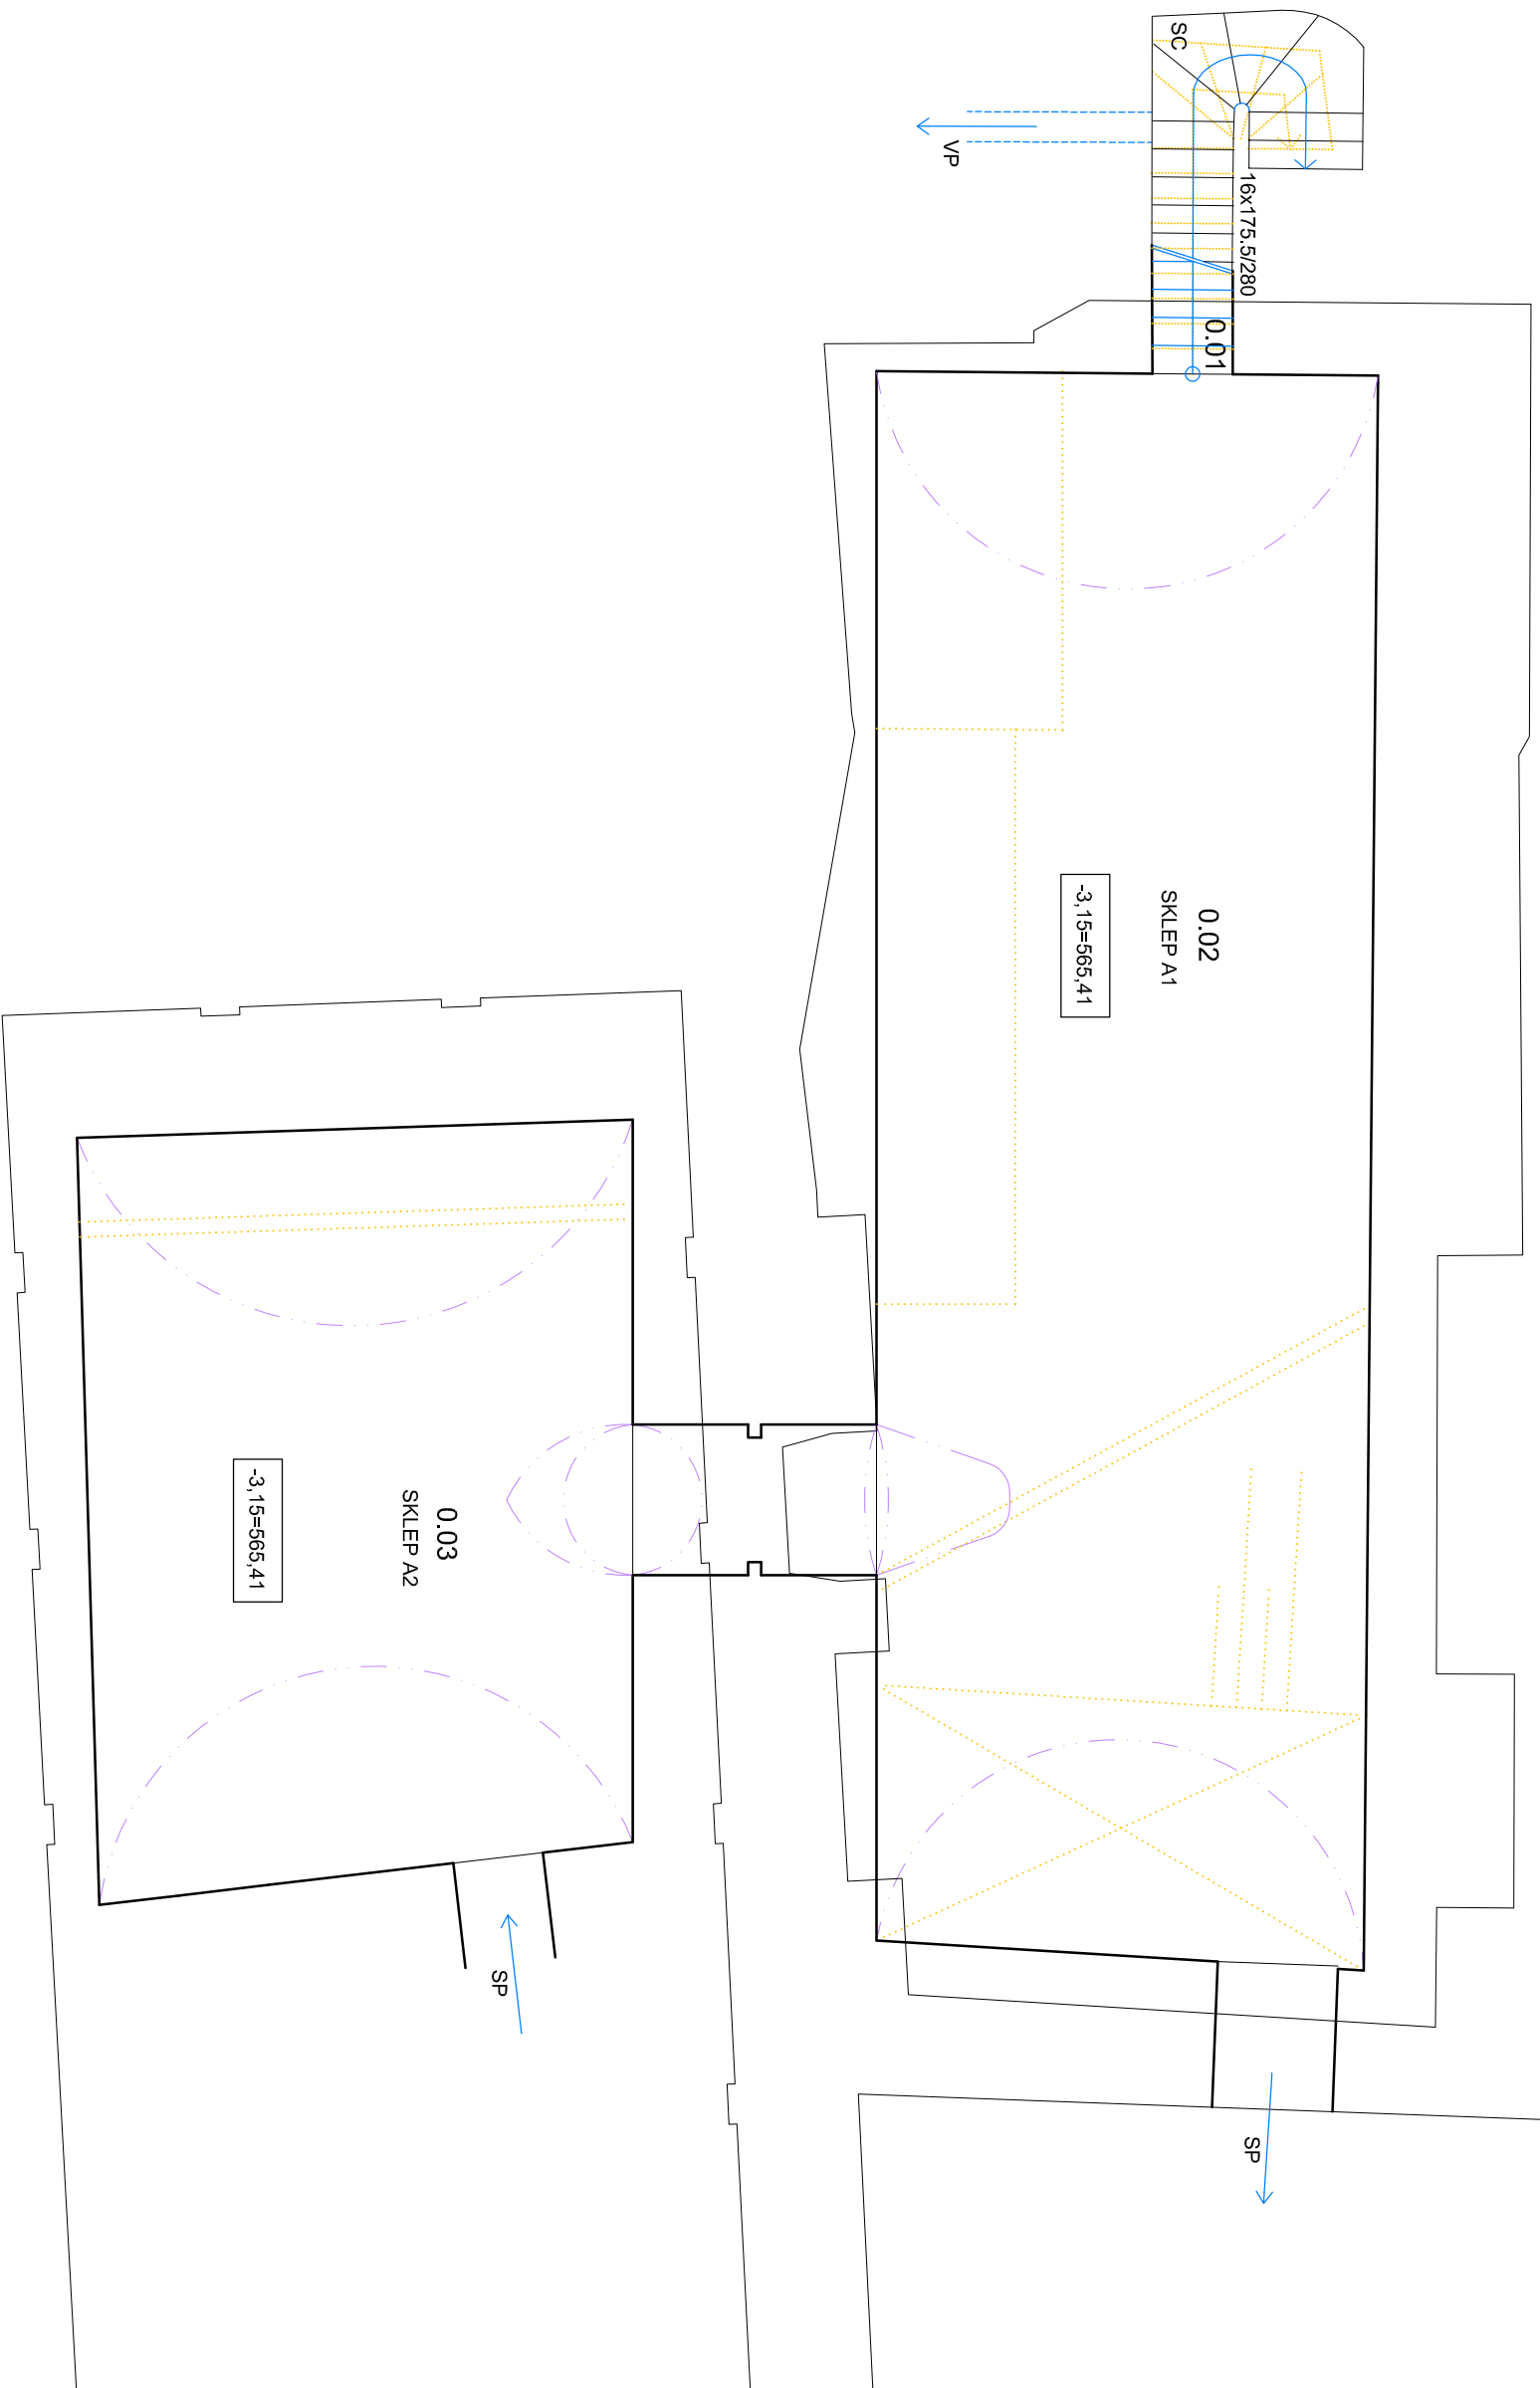 SC
VP
16x175.5/280
0.01
0.02
SKLEP A1
-3,15=565,41
0.03
SKLEP A2
-3,15=565,41
SP
SP